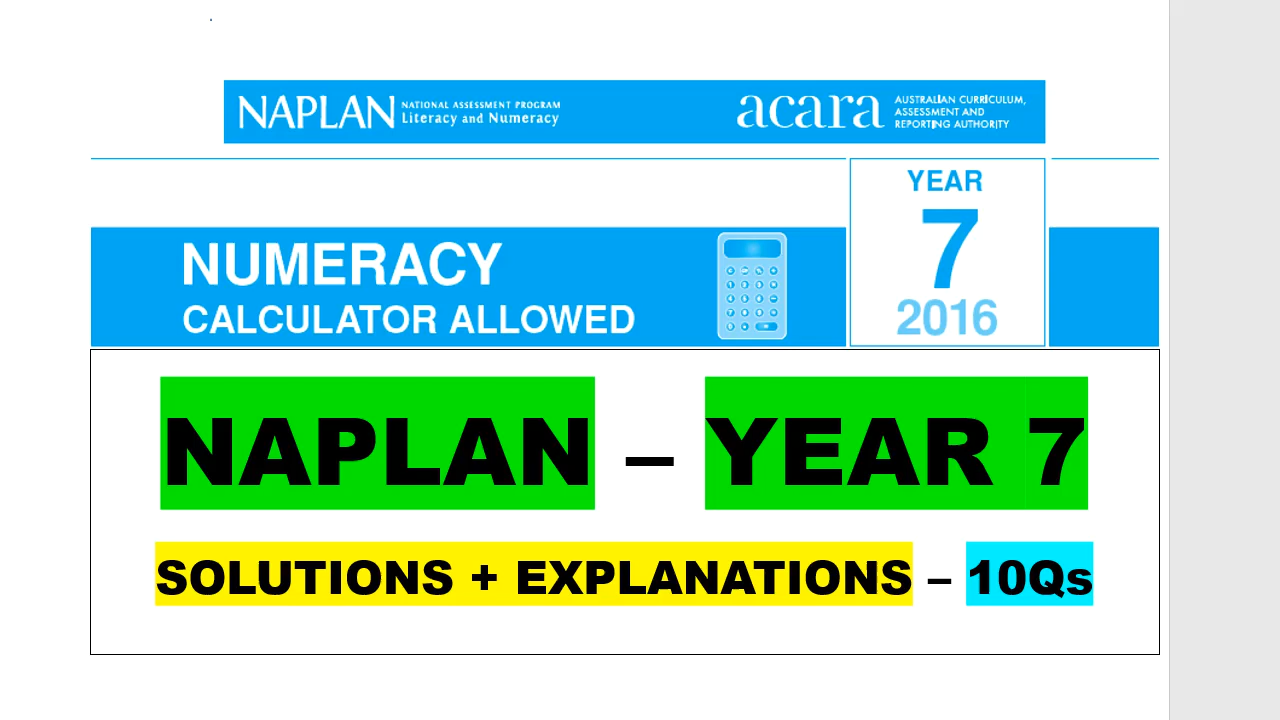 NAPLAN NATIONAL ASSESSMENT PROGRAM
Literacy and Numeracy
acara AUSTRALIAN CURRICULUM,
ASSESSMENT AND
REPORTING AUTHORITY
YEAR
7
2016
NUMERACY
CALCULATOR ALLOWED
NAPLAN – YEAR 7
SOLUTIONS + EXPLANATIONS – 10Qs